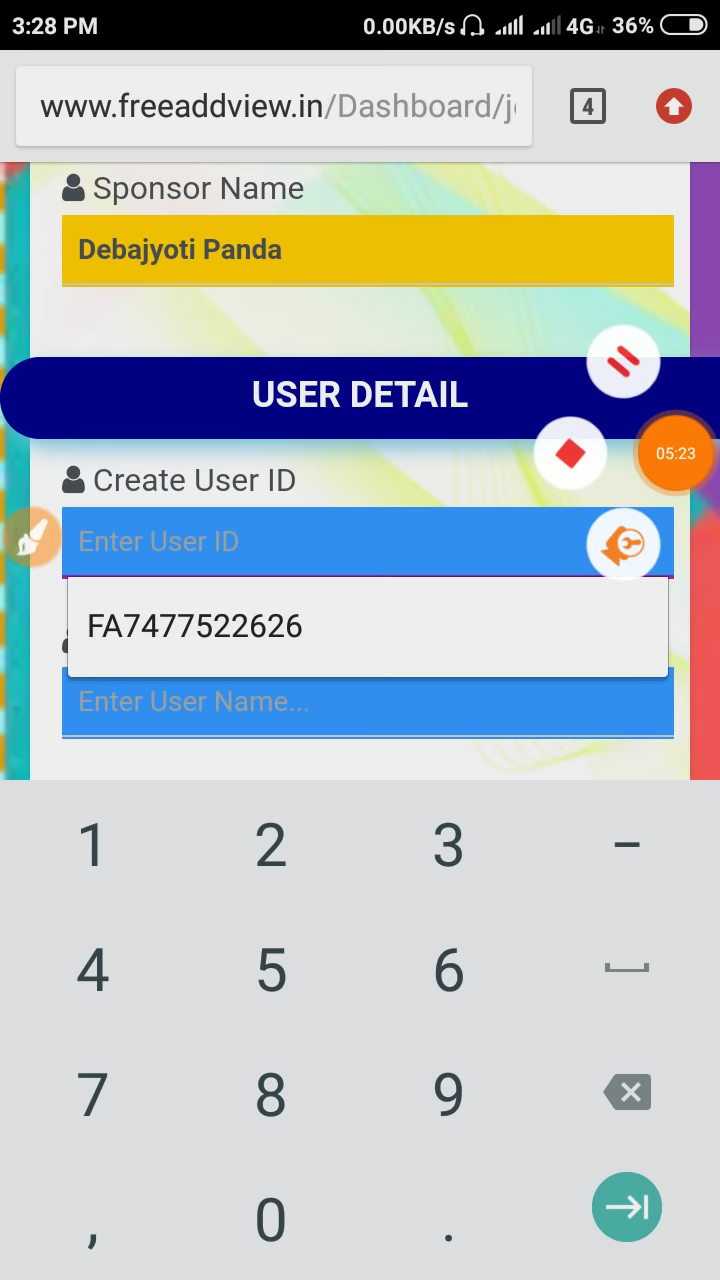 3:28 PM 0.00KB/s 4G 36%
www.freeaddview.in/Dashboard/j
4
Sponsor Name
Debajyoti Panda
USER DETAIL
05:23
Create User ID
Enter User ID
FA7477522626
Enter User Name...
1 2 3 -
4 5 6
7 8 9
, 0 .